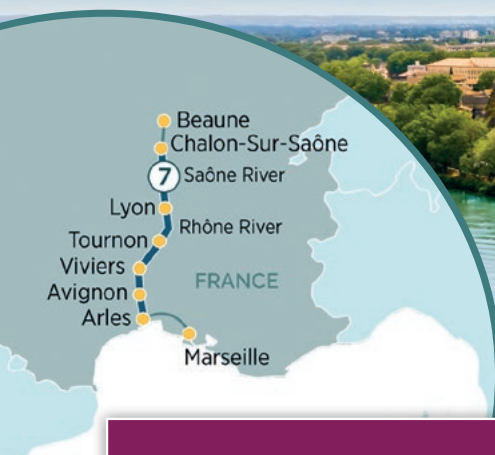 Beaune
Chalon-Sur-Saône
7
Saône River
Lyon
Rhône River
Tournon
Viviers
FRANCE
Avignon
Arles
Marseille